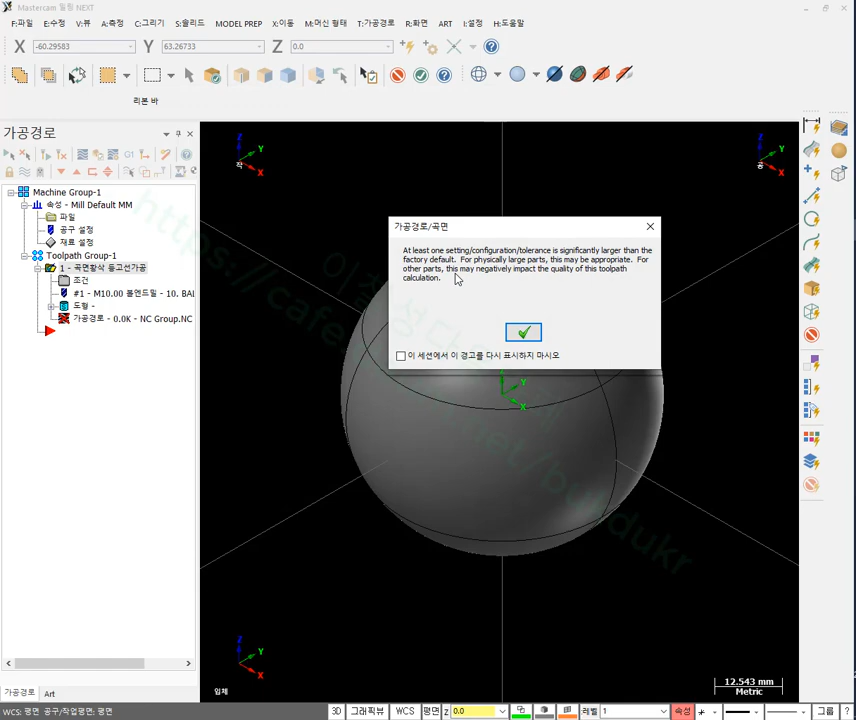 Mastercam 밀링 NEXT
F:파일
E:수정
V:뷰
A:측정
C:그리기
S:솔리드
MODEL PREP
X:이동
M:머신 형태
T:가공경로
R:화면
ART
I:설정
H:도움말
X -60.29583 Y 63.26733 Z 0.0
리본 바
가공경로
Machine Group-1
속성 - Mill Default MM
파일
공구 설정
재료 설정
Toolpath Group-1
1 - 곡면황삭 등고선가공
조건
#1 - M10.00 볼엔드밀 - 10. BAL
도형 -
가공경로 - 0.0K - NC Group.NC
가공경로/곡면
At least one setting/configuration/tolerance is significantly larger than the
factory default. For physically large parts, this may be appropriate. For
other parts, this may negatively impact the quality of this toolpath
calculation.
이 세션에서 이 경고를 다시 표시하지 마시오
Z Y X
Z Y X
Y
X
Z Y X
입체
12.543 mm
Metric
가공경로
Art
WCS: 평면 공구/작업평면: 평면
3D
그래픽뷰
WCS
평면
Z 0.0
레벨 1
속성
그룹
?